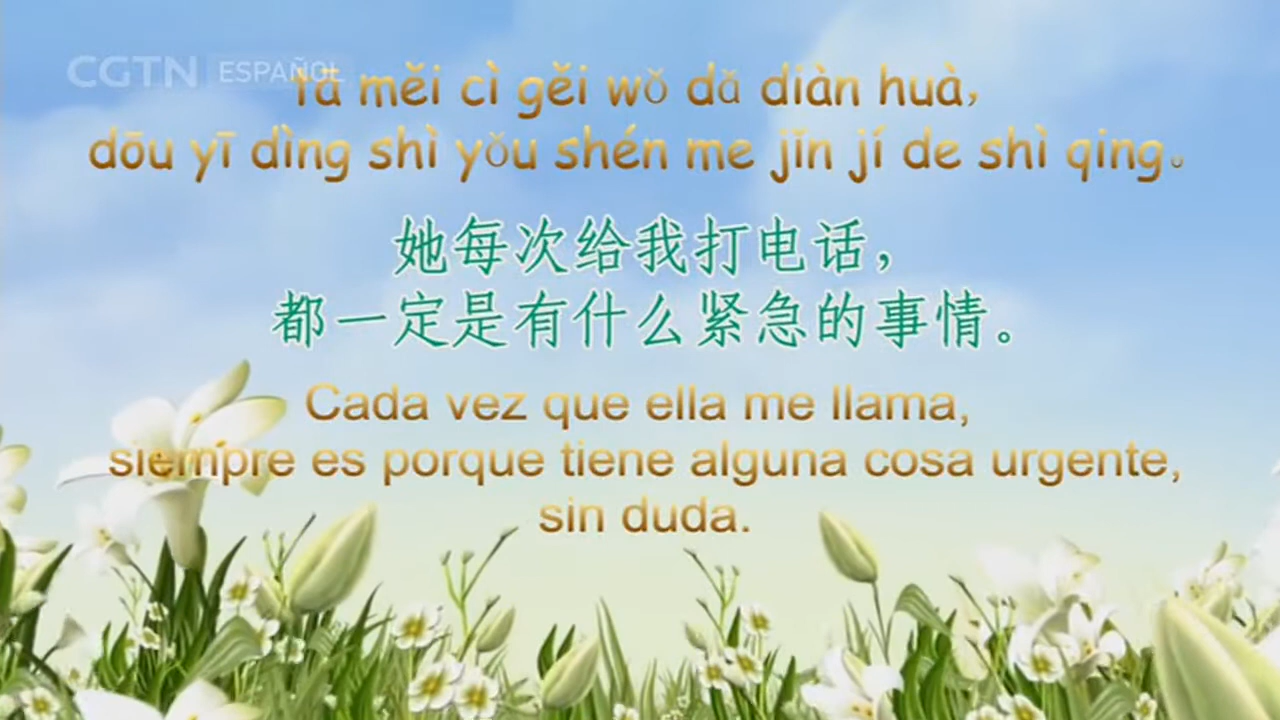 CGTN ESPAÑOL
tā měi cì gěi wǒ dǎ diàn huà,
dōu yī dìng shì yǒu shén me jǐn jí de shì qing。
她每次给我打电话，
都一定是有什么紧急的事情。
Cada vez que ella me llama,
siempre es porque tiene alguna cosa urgente,
sin duda.